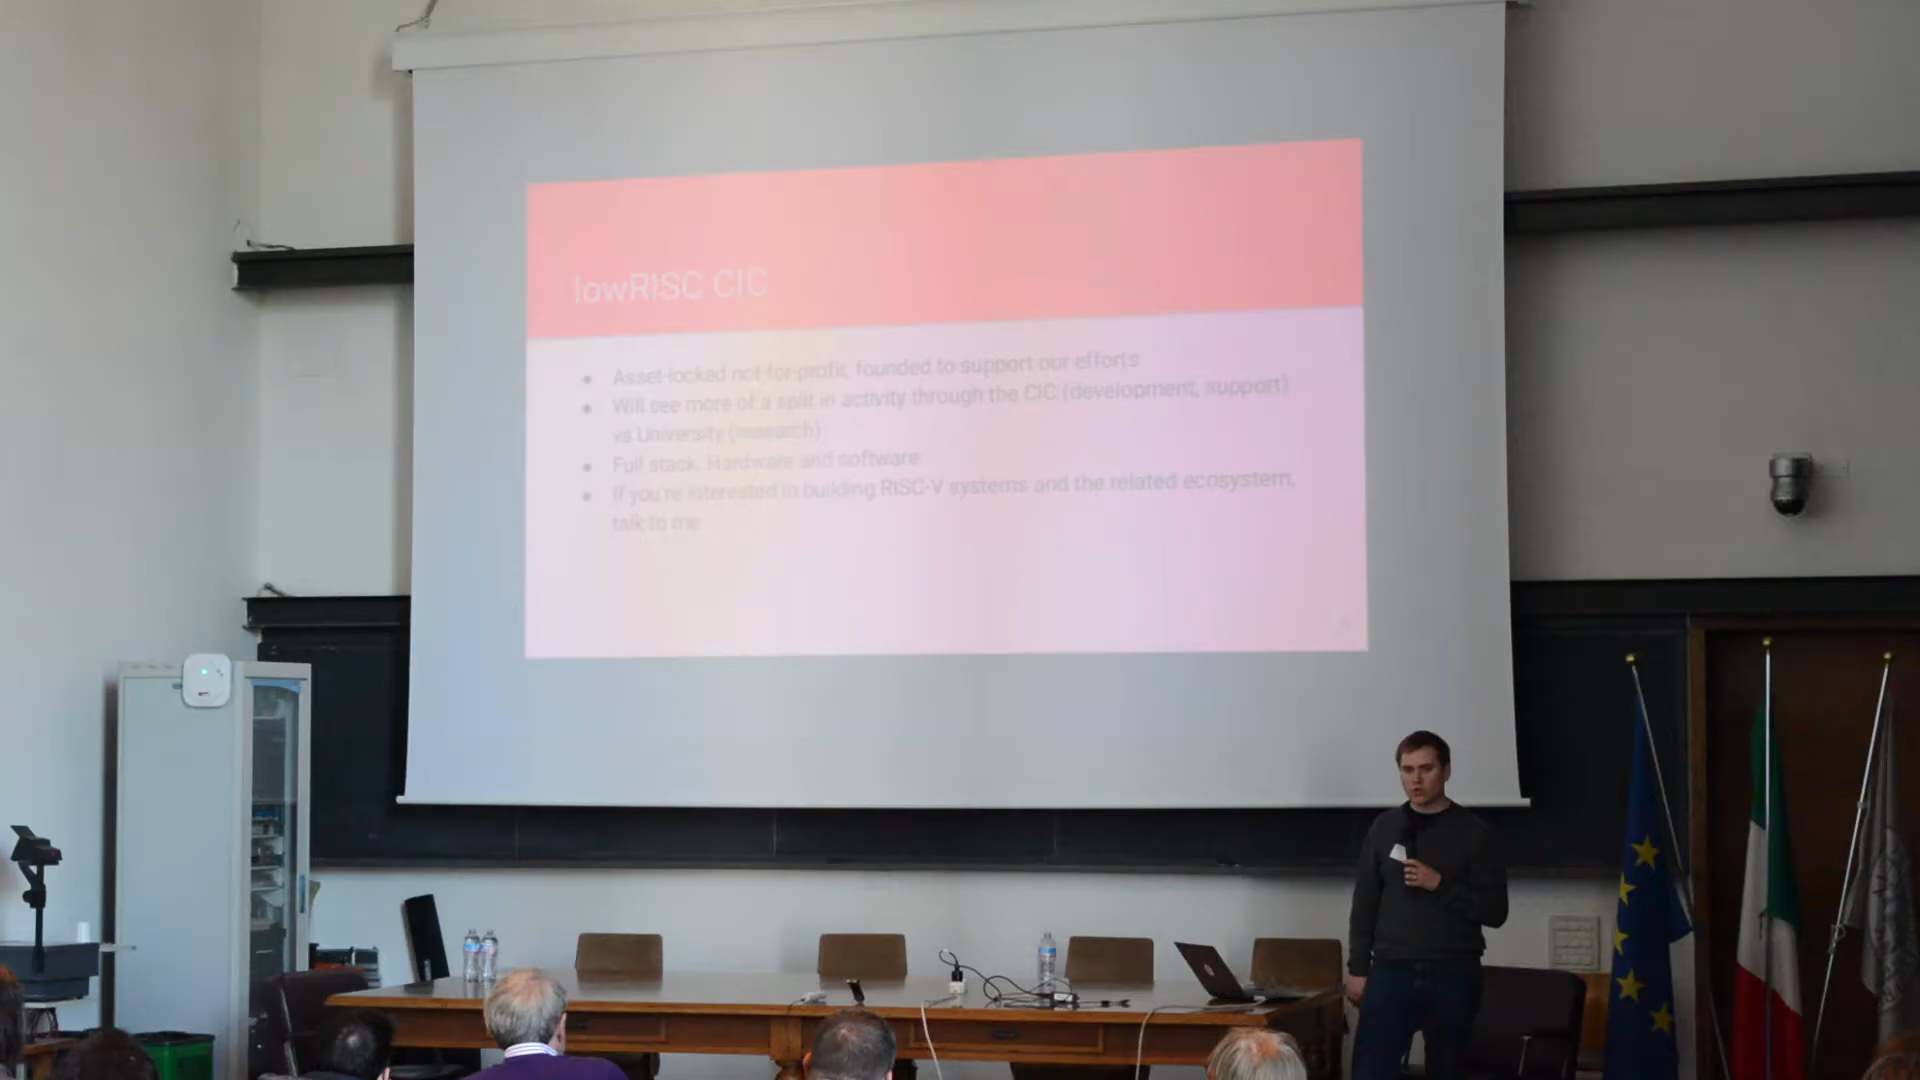 lowRISC CIC
Asset-locked not-for-profit, founded to support our efforts
Will see more of a split in activity through the CIC (development, support)
vs University (research)
Full stack. Hardware and software.
If you're interested in building RISC-V systems and the related ecosystem,
talk to me